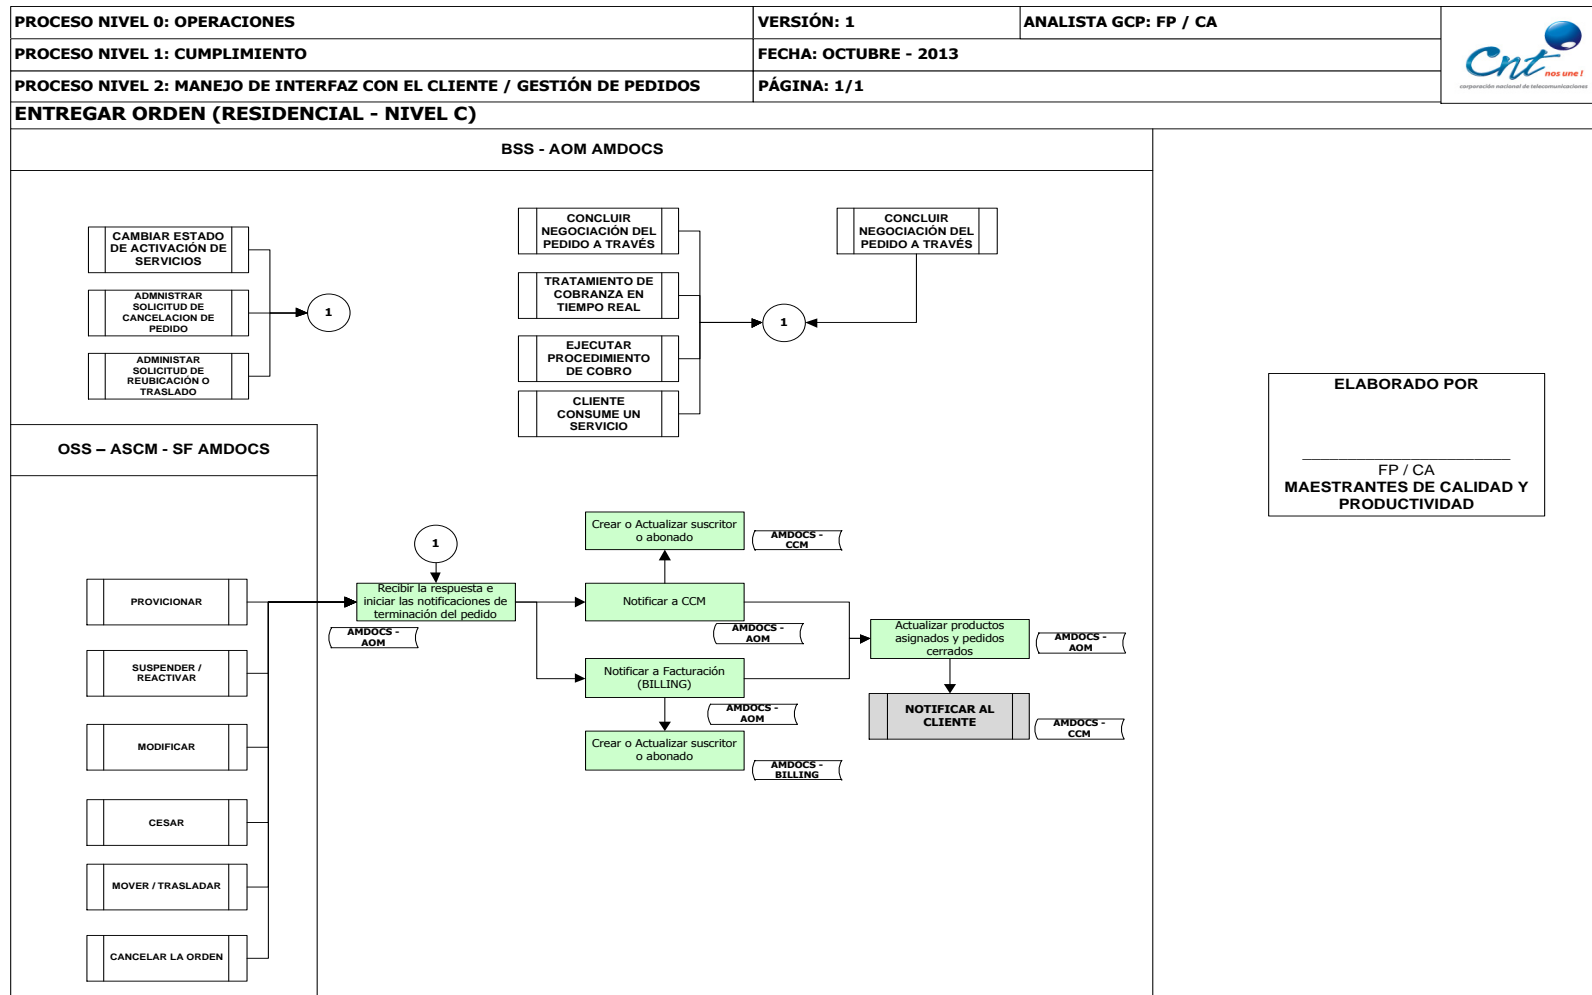 PROCESO NIVEL 0: OPERACIONES
VERSIÓN: 1
ANALISTA GCP: FP / CA
PROCESO NIVEL 1: CUMPLIMIENTO
FECHA: OCTUBRE - 2013
PROCESO NIVEL 2: MANEJO DE INTERFAZ CON EL CLIENTE / GESTIÓN DE PEDIDOS
PÁGINA: 1/1
Cnt
nos une !
corporación nacional de telecomunicaciones
ENTREGAR ORDEN (RESIDENCIAL - NIVEL C)
BSS - AOM AMDOCS
CAMBIAR ESTADO
DE ACTIVACIÓN DE
SERVICIOS
ADMNISTRAR
SOLICITUD DE
CANCELACION DE
PEDIDO
ADMINISTAR
SOLICITUD DE
REUBICACIÓN O
TRASLADO
1
CONCLUIR
NEGOCIACIÓN DEL
PEDIDO A TRAVÉS
TRATAMIENTO DE
COBRANZA EN
TIEMPO REAL
EJECUTAR
PROCEDIMIENTO
DE COBRO
CLIENTE
CONSUME UN
SERVICIO
1
CONCLUIR
NEGOCIACIÓN DEL
PEDIDO A TRAVÉS
ELABORADO POR
FP / CA
MAESTRANTES DE CALIDAD Y
PRODUCTIVIDAD
OSS – ASCM - SF AMDOCS
PROVICIONAR
SUSPENDER /
REACTIVAR
MODIFICAR
CESAR
MOVER / TRASLADAR
CANCELAR LA ORDEN
1
Recibir la respuesta e
iniciar las notificaciones de
terminación del pedido
AMDOCS -
AOM
Crear o Actualizar suscritor
o abonado
AMDOCS -
CCM
Notificar a CCM
AMDOCS -
AOM
Notificar a Facturación
(BILLING)
AMDOCS -
AOM
Crear o Actualizar suscritor
o abonado
AMDOCS -
BILLING
Actualizar productos
asignados y pedidos
cerrados
AMDOCS -
AOM
NOTIFICAR AL
CLIENTE
AMDOCS -
CCM